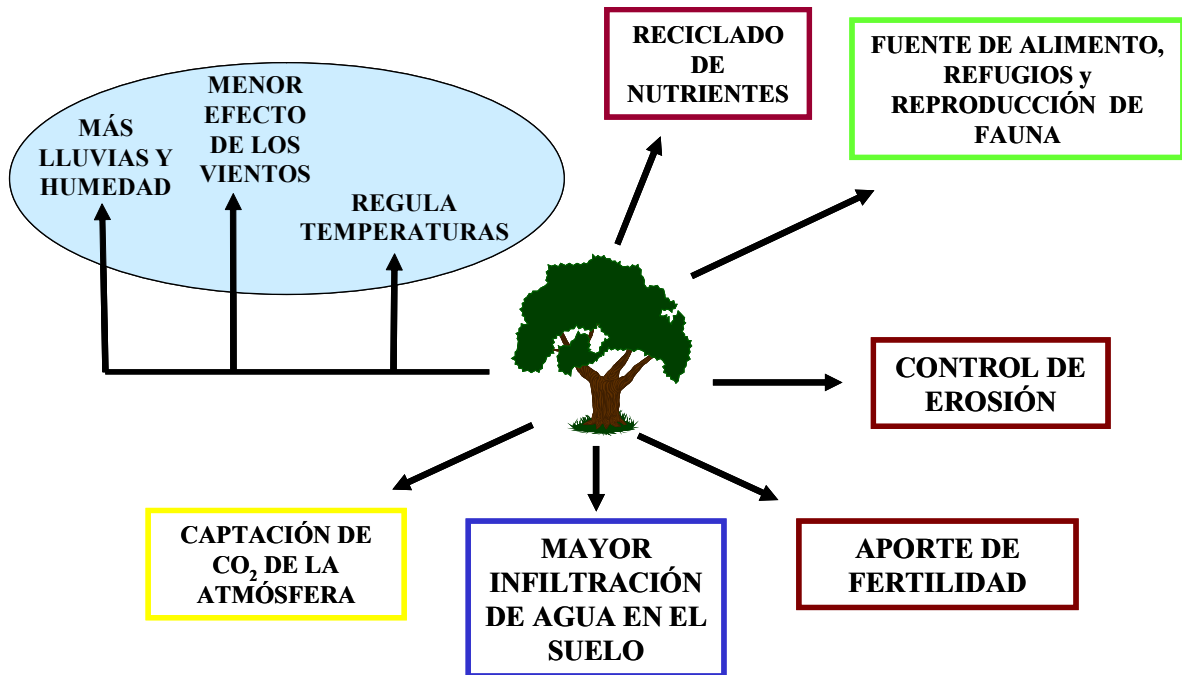 MÁS
LLUVIAS Y
HUMEDAD
MENOR
EFECTO
DE LOS
VIENTOS
REGULA
TEMPERATURAS
RECICLADO
DE
NUTRIENTES
FUENTE DE ALIMENTO,
REFUGIOS y
REPRODUCCIÓN DE
FAUNA
CONTROL DE
EROSIÓN
CAPTACIÓN DE
CO₂ DE LA
ATMÓSFERA
MAYOR
INFILTRACIÓN
DE AGUA EN EL
SUELO
APORTE DE
FERTILIDAD